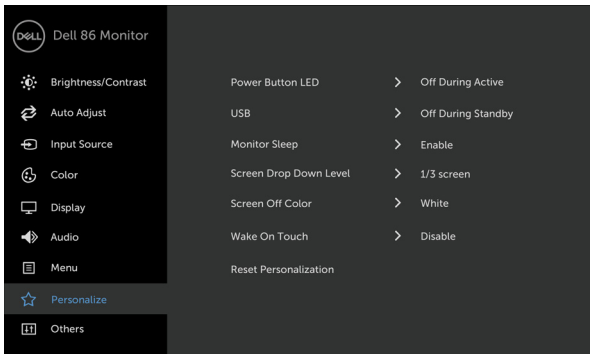 DELL Dell 86 Monitor
Brightness/Contrast
Power Button LED > Off During Active
Auto Adjust
USB > Off During Standby
Input Source
Monitor Sleep > Enable
Color
Screen Drop Down Level > 1/3 screen
Display
Screen Off Color > White
Audio
Wake On Touch > Disable
Menu
Reset Personalization
Personalize
Others